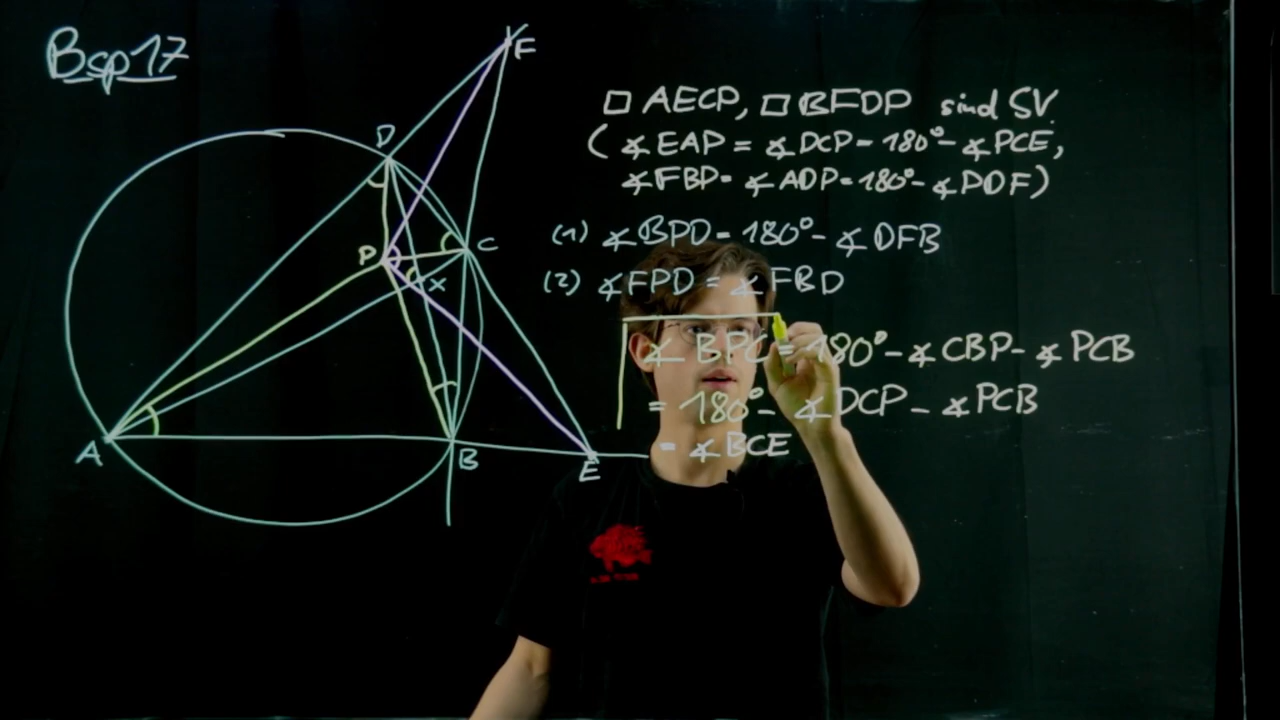 Bsp 17
F
D
P
C
X
A
B
E
□ AECP, □ BFDP sind SV.
(∡EAP = ∡DCP = 180° - ∡PCE,
∡FBP = ∡ADP = 180° - ∡PDF)
(1) ∡BPD = 180° - ∡DFB
(2) ∡FPD = ∡FBD
∡BPC = 180° - ∡CBP - ∡PCB
= 180° - ∡DCP - ∡PCB
= ∡BCE